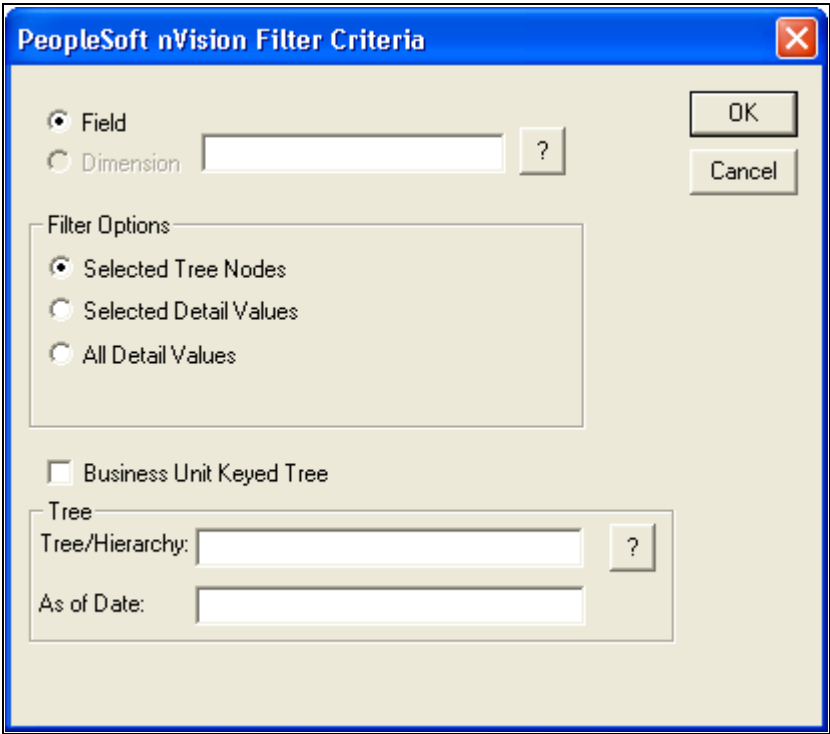 PeopleSoft nVision Filter Criteria
Field
Dimension
?
OK
Cancel
Filter Options
Selected Tree Nodes
Selected Detail Values
All Detail Values
Business Unit Keyed Tree
Tree
Tree/Hierarchy:
?
As of Date: